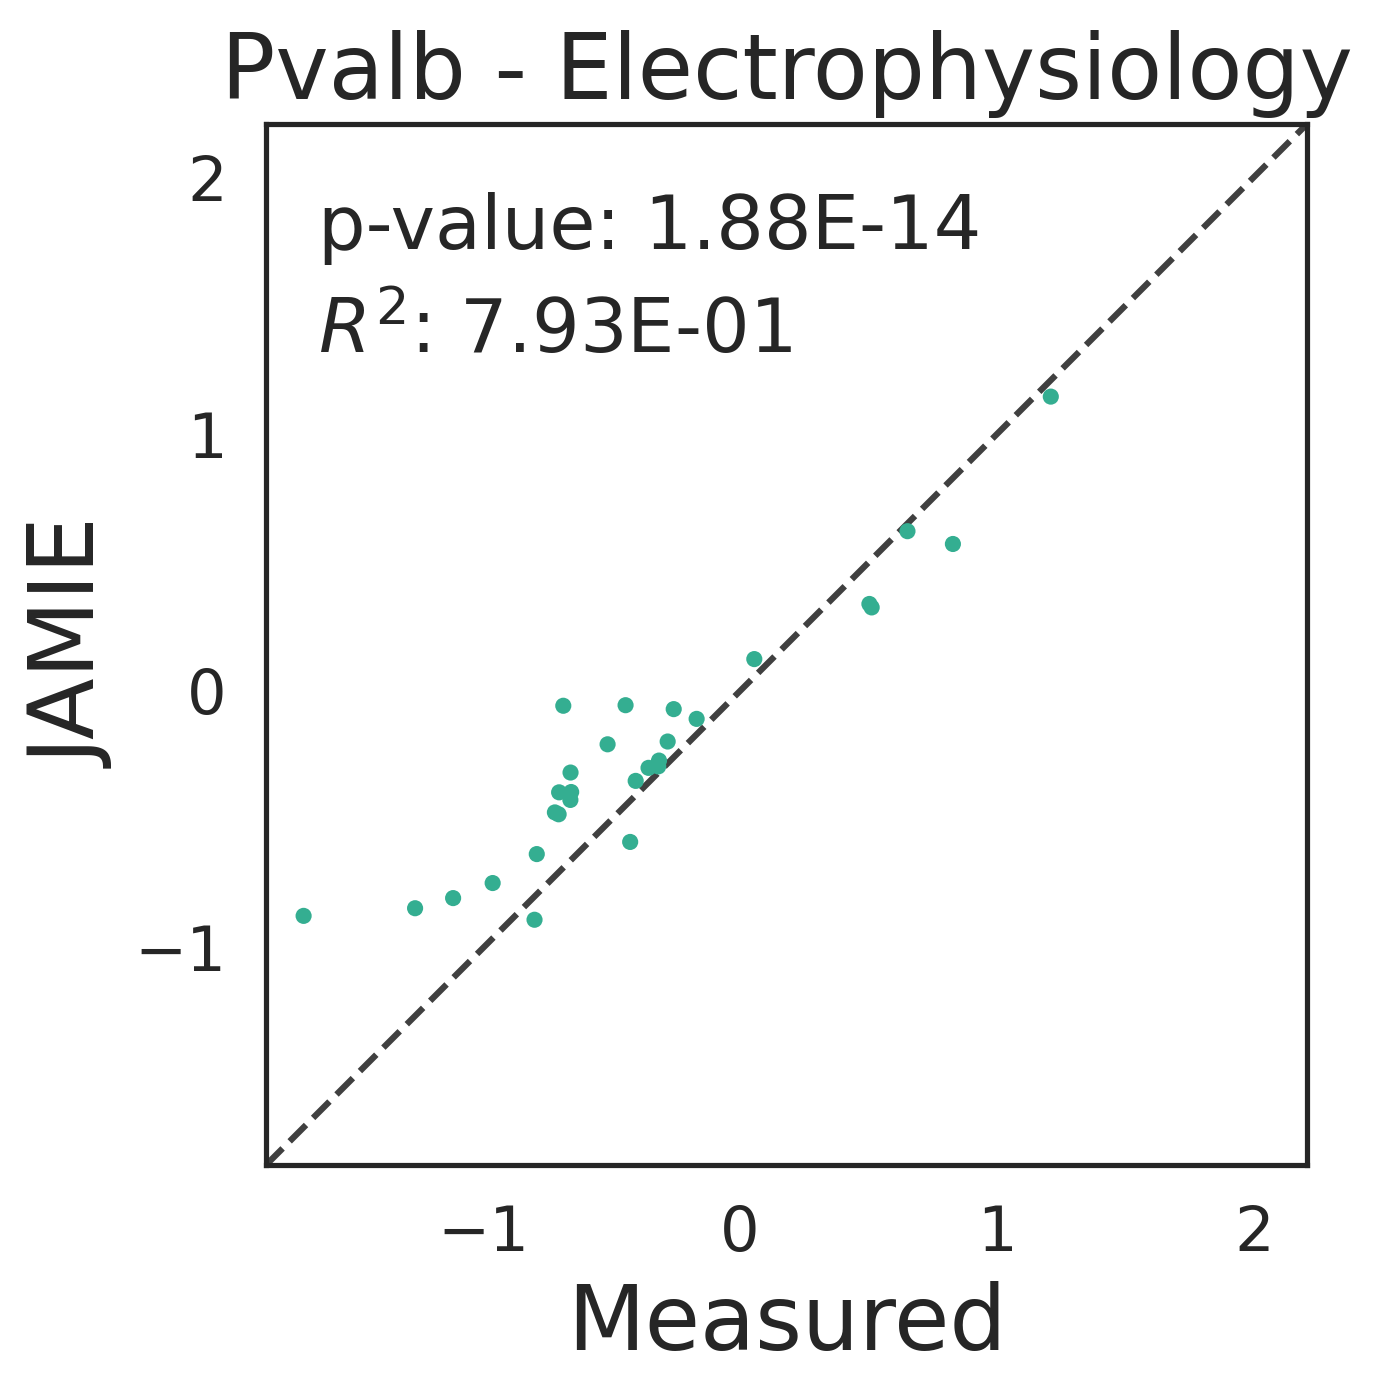 Pvalb - Electrophysiology
2
p-value: 1.88E-14
R²: 7.93E-01
1
JAMIE
0
−1
−1 0 1 2
Measured